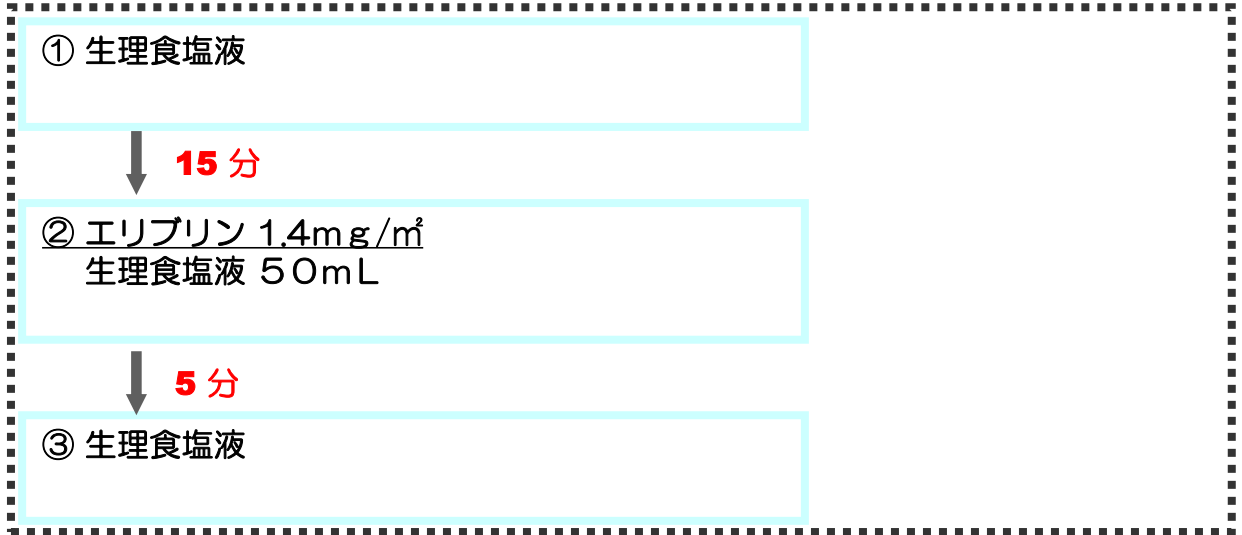 ① 生理食塩液
15 分
② エリブリン 1.4ｍｇ/㎡
生理食塩液 ５０ｍＬ
5 分
③ 生理食塩液